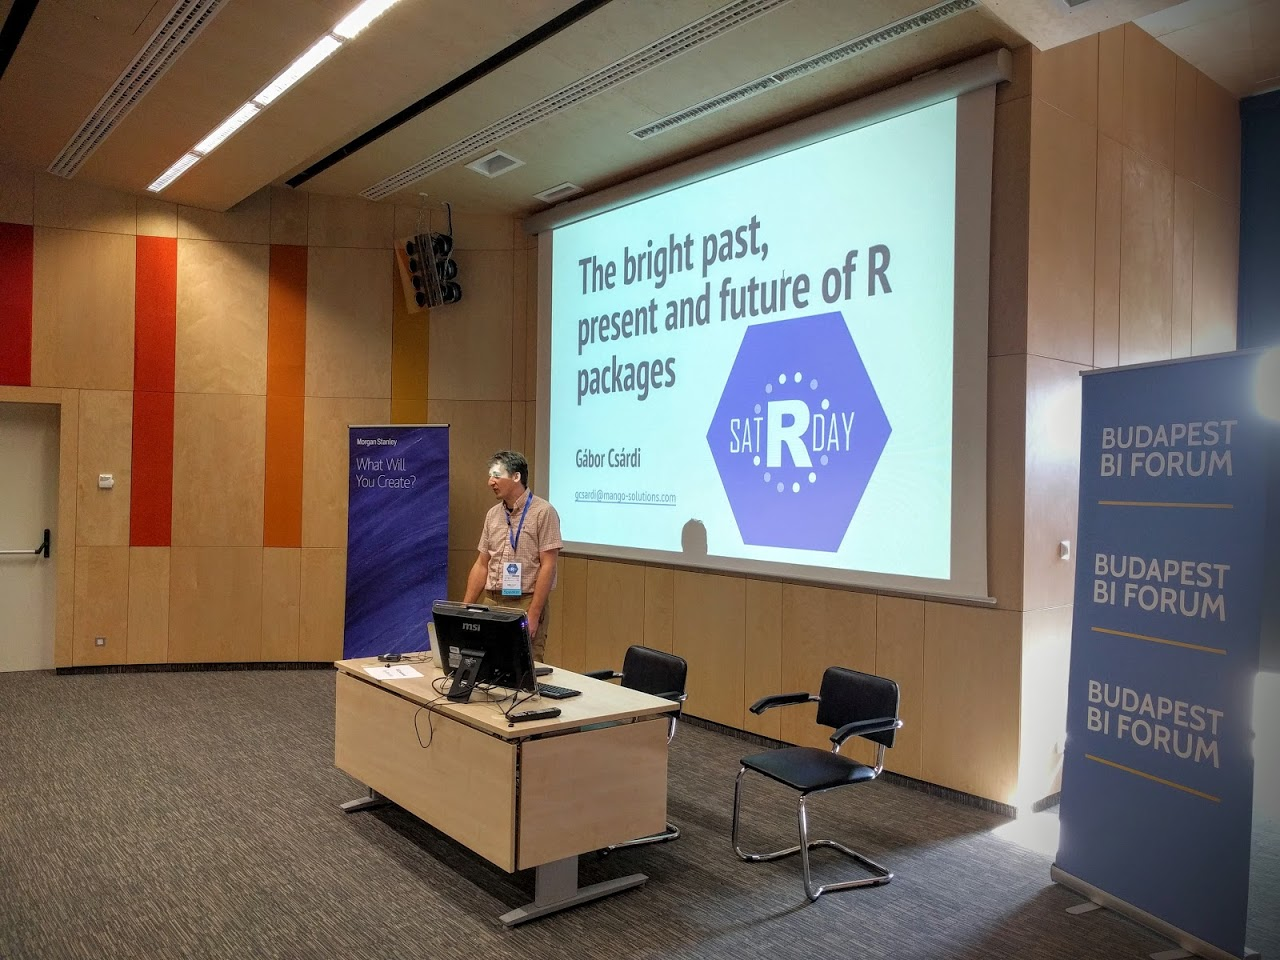 Morgan Stanley
What Will
You Create?
The bright past,
present and future of R
packages
SAT R DAY
Gábor Csárdi
gcsardi@mango-solutions.com
msi
BUDAPEST
BI FORUM
BUDAPEST
BI FORUM
BUDAPEST
BI FORUM